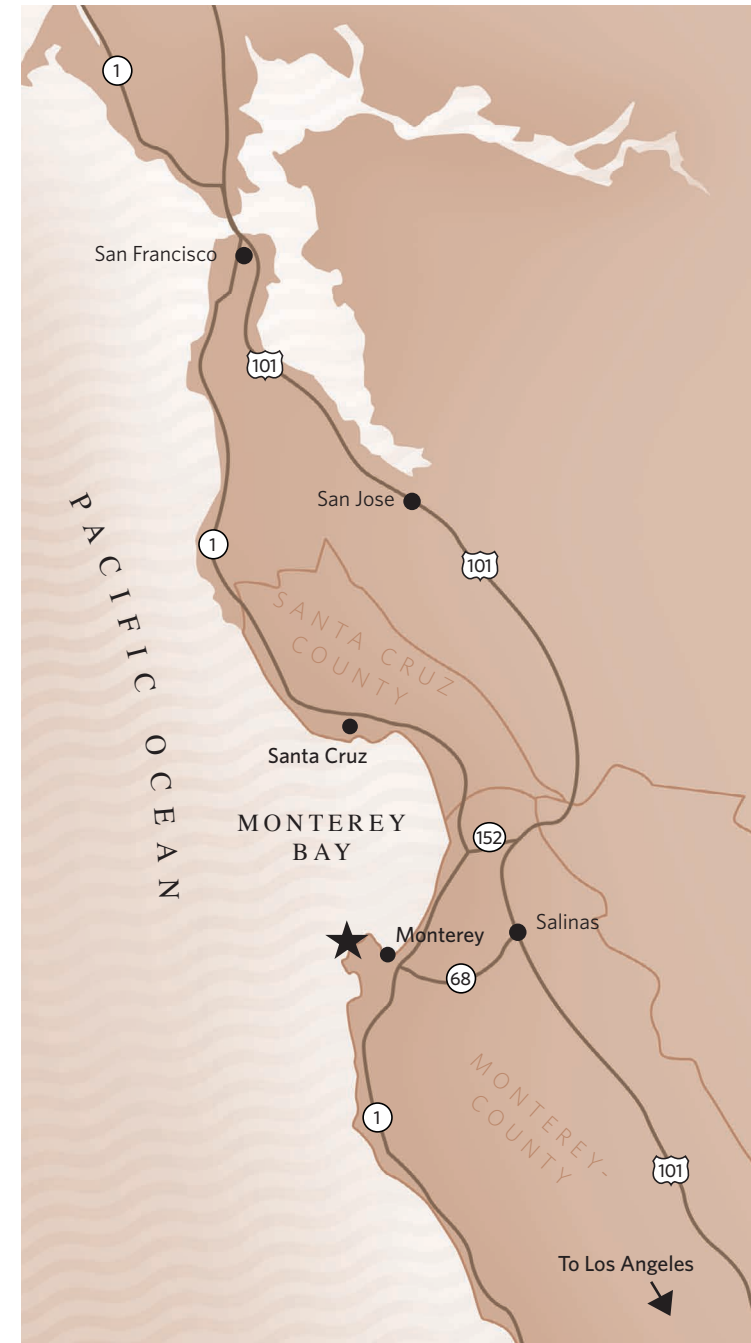 1
San Francisco
101
San Jose
PACIFIC OCEAN
1
101
SANTA CRUZ
COUNTY
Santa Cruz
MONTEREY
BAY
152
Salinas
Monterey
68
MONTEREY-
COUNTY
1
101
To Los Angeles